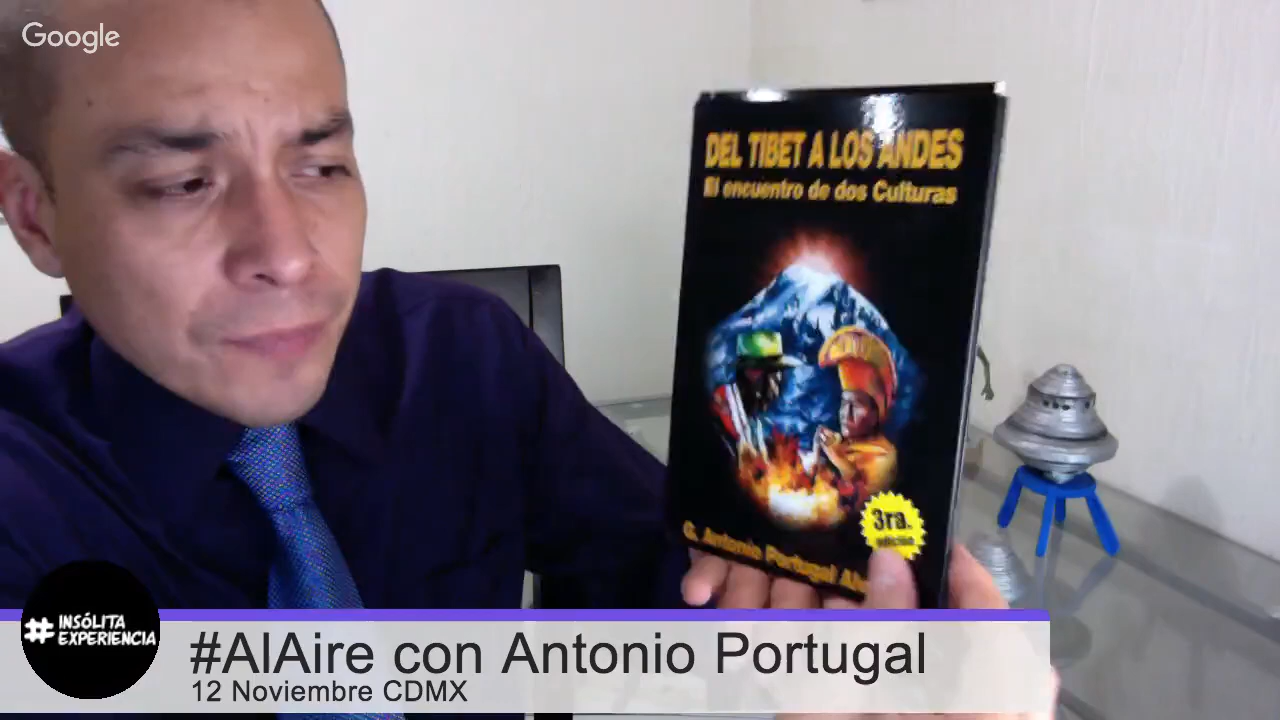 Google
DEL TIBET A LOS ANDES
El encuentro de dos Culturas
3ra.
edición
G. Antonio Portugal
#INSÓLITA
EXPERIENCIA
#AlAire con Antonio Portugal
12 Noviembre CDMX